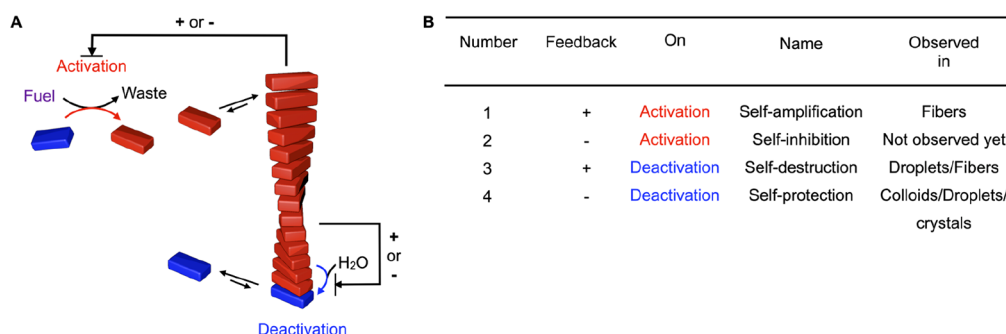 A
+ or -
Activation
Fuel
Waste
+
or
-
H₂O
Deactivation
B
Number Feedback On Name Observed in
1 + Activation Self-amplification Fibers
2 - Activation Self-inhibition Not observed yet
3 + Deactivation Self-destruction Droplets/Fibers
4 - Deactivation Self-protection Colloids/Droplets/
crystals